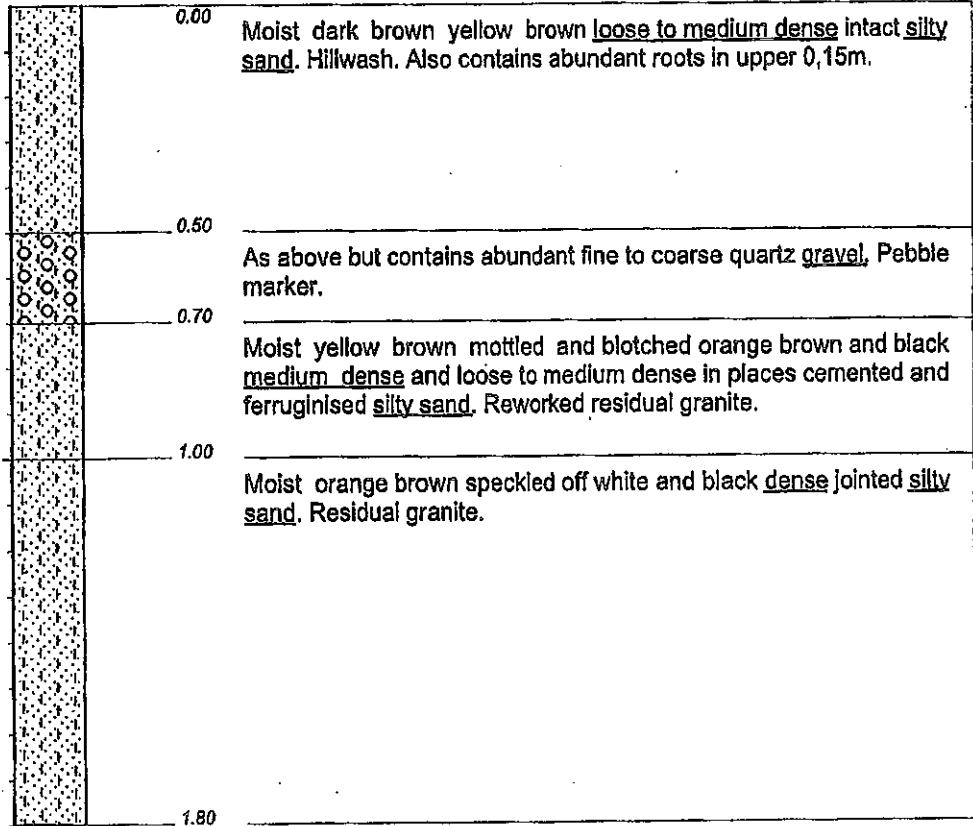 0.00
Moist dark brown yellow brown loose to medium dense intact silty
sand. Hillwash. Also contains abundant roots in upper 0,15m.
0.50
As above but contains abundant fine to coarse quartz gravel. Pebble
marker.
0.70
Moist yellow brown mottled and blotched orange brown and black
medium dense and loose to medium dense in places cemented and
ferruginised silty sand. Reworked residual granite.
1.00
Moist orange brown speckled off white and black dense jointed silty
sand. Residual granite.
1.80